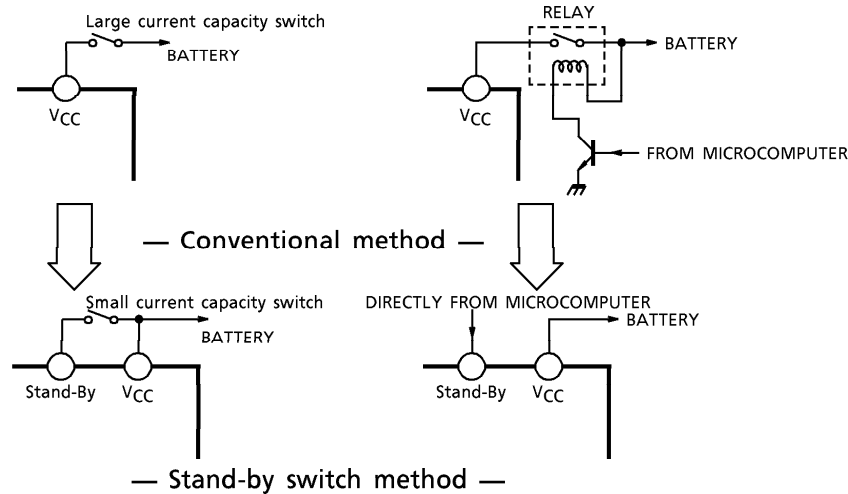 Large current capacity switch
BATTERY
VCC
RELAY
BATTERY
VCC
FROM MICROCOMPUTER
— Conventional method —
Small current capacity switch
BATTERY
Stand-By
VCC
DIRECTLY FROM MICROCOMPUTER
BATTERY
Stand-By
VCC
— Stand-by switch method —